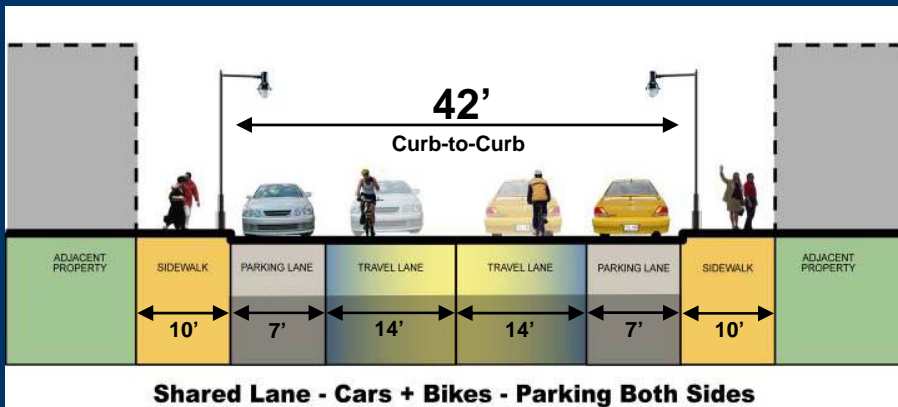 42’
Curb-to-Curb
ADJACENT
PROPERTY
SIDEWALK
PARKING LANE
TRAVEL LANE
TRAVEL LANE
PARKING LANE
SIDEWALK
ADJACENT
PROPERTY
10’
7’
14’
14’
7’
10’
Shared Lane - Cars + Bikes - Parking Both Sides